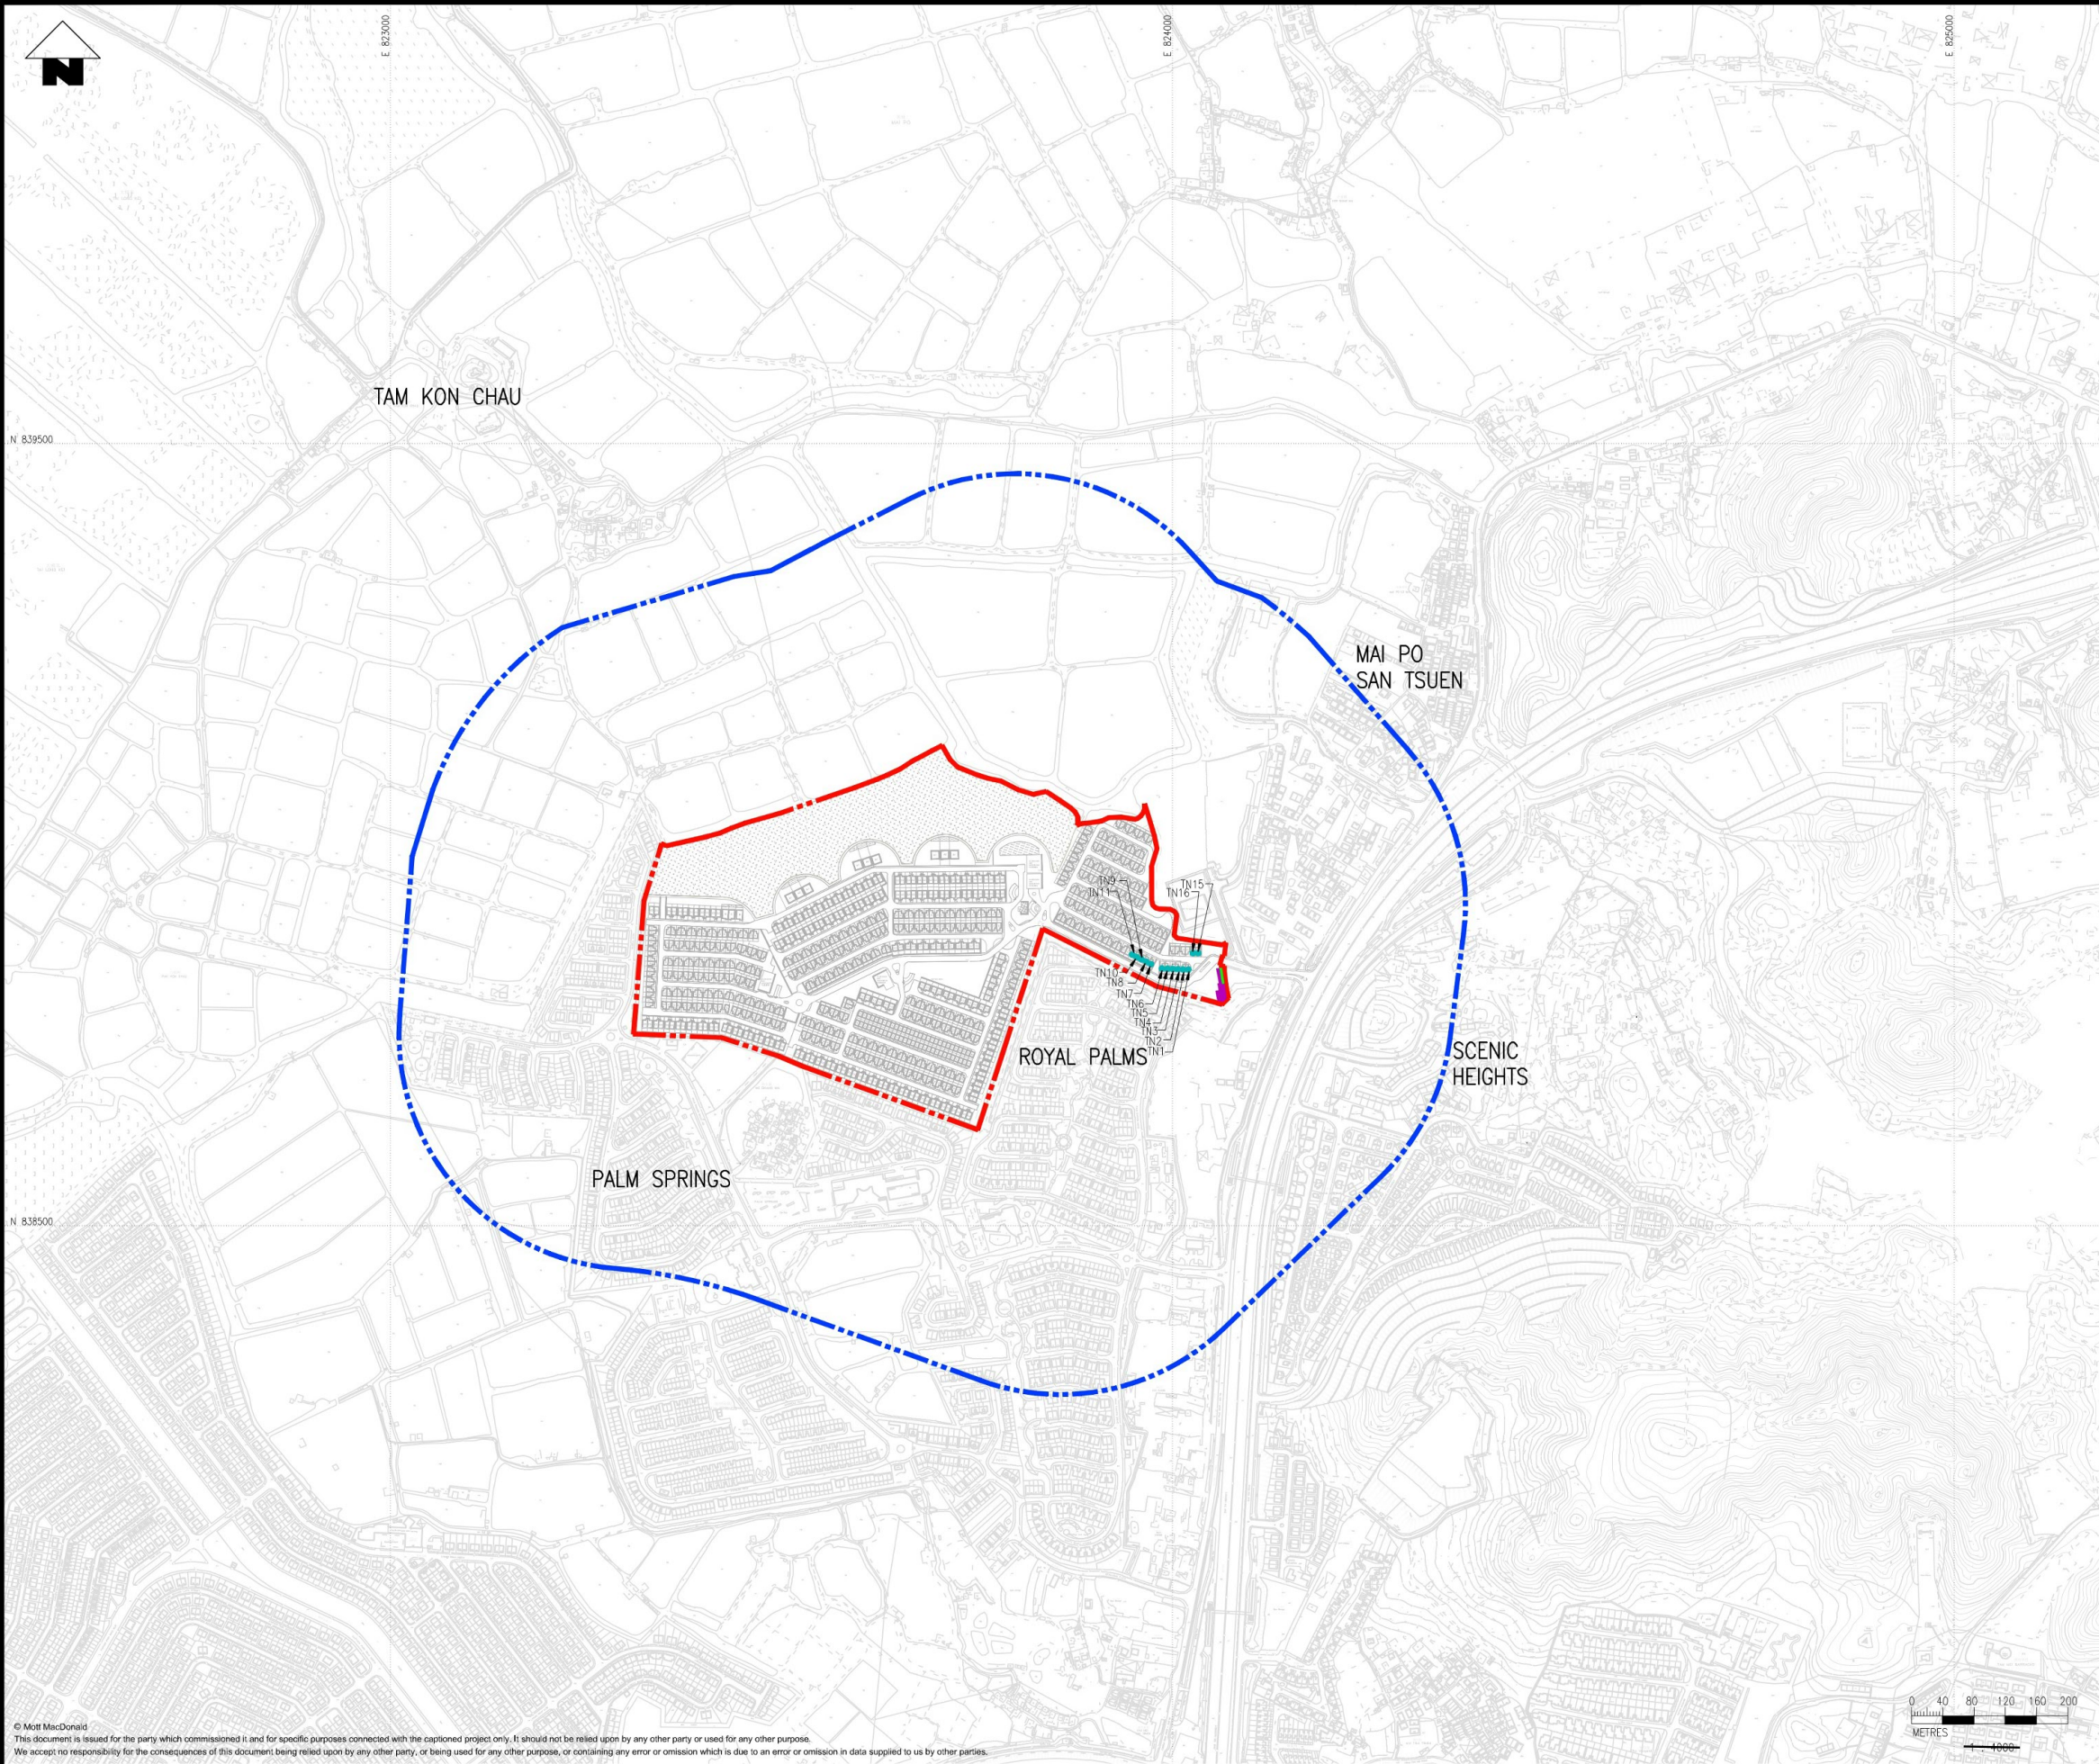 N
E 823000
E 824000
E 825000
TAM KON CHAU
N 839500
MAI PO
SAN TSUEN
TN9
TN11
TN15
TN16
TN10
TN8
TN7
TN6
TN5
TN4
TN3
TN2
TN1
ROYAL PALMS
SCENIC
HEIGHTS
PALM SPRINGS
N 838500
0 40 80 120 160 200
METRES
1 : 4000
© Mott MacDonald
This document is issued for the party which commissioned it and for specific purposes connected with the captioned project only. It should not be relied upon by any other party or used for any other purpose.
We accept no responsibility for the consequences of this document being relied upon by any other party, or being used for any other purpose, or containing any error or omission which is due to an error or omission in data supplied to us by other parties.